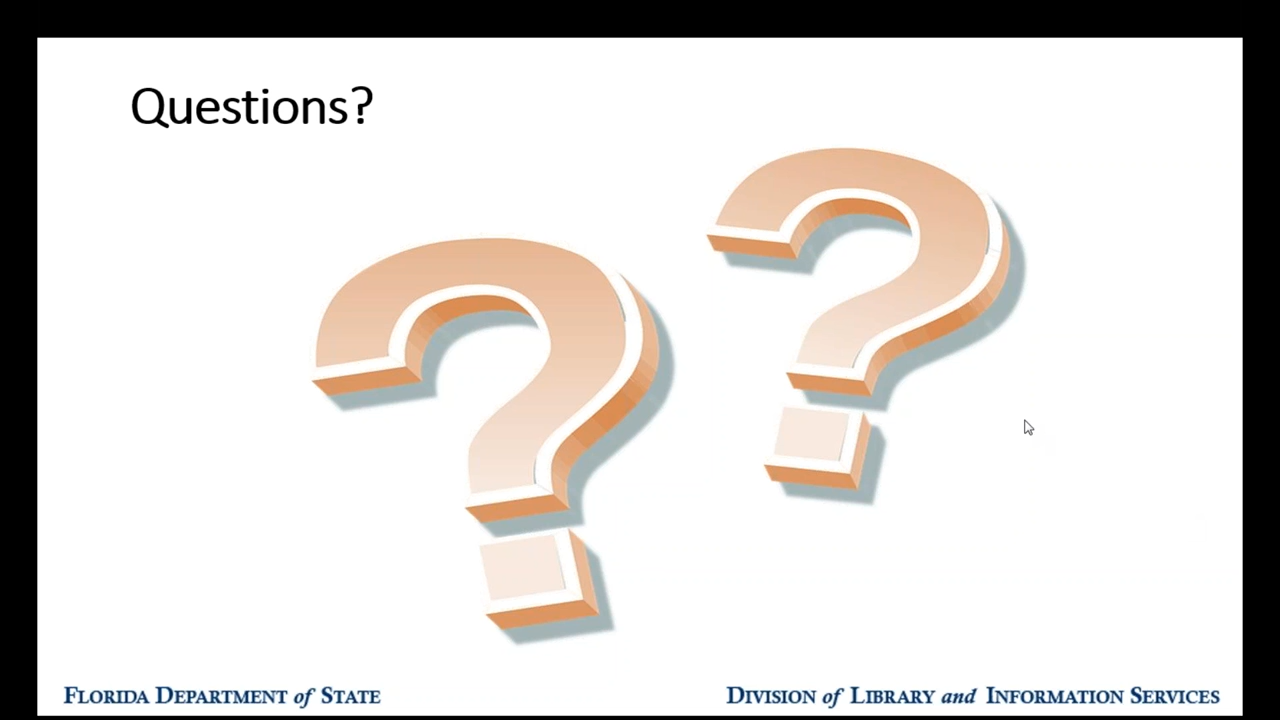 Questions?
FLORIDA DEPARTMENT of STATE
DIVISION of LIBRARY and INFORMATION SERVICES